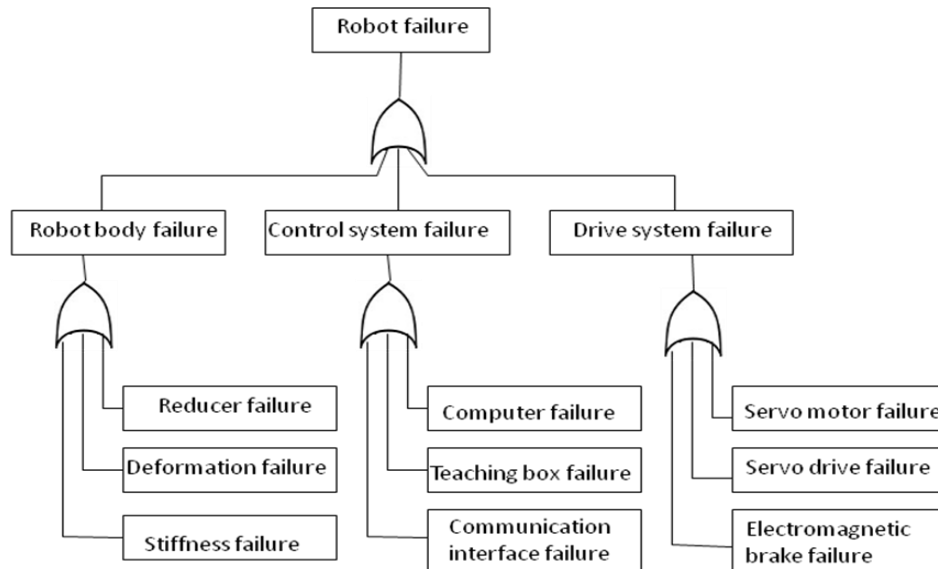 Robot failure
Robot body failure
Control system failure
Drive system failure
Reducer failure
Deformation failure
Stiffness failure
Computer failure
Teaching box failure
Communication
interface failure
Servo motor failure
Servo drive failure
Electromagnetic
brake failure